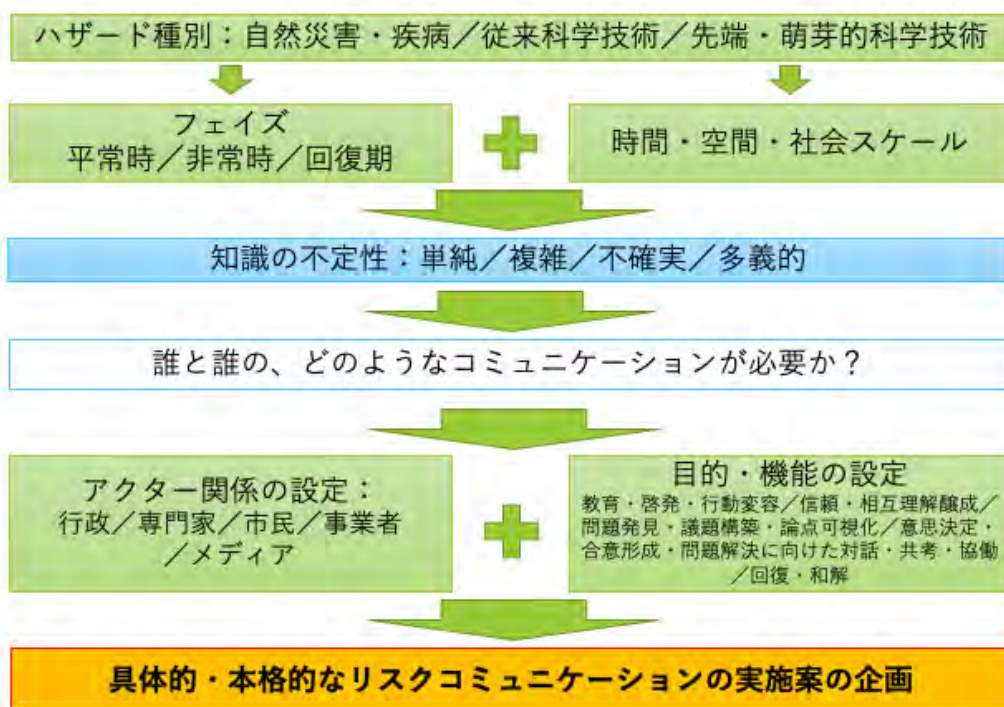 ハザード種別：自然災害・疾病／従来科学技術／先端・萌芽的科学技術
フェイズ
平常時／非常時／回復期
時間・空間・社会スケール
知識の不定性：単純／複雑／不確実／多義的
誰と誰の、どのようなコミュニケーションが必要か？
アクター関係の設定：
行政／専門家／市民／事業者
／メディア
目的・機能の設定
教育・啓発・行動変容／信頼・相互理解醸成／
問題発見・議題構築・論点可視化／意思決定・
合意形成・問題解決に向けた対話・共考・協働
／回復・和解
具体的・本格的なリスクコミュニケーションの実施案の企画